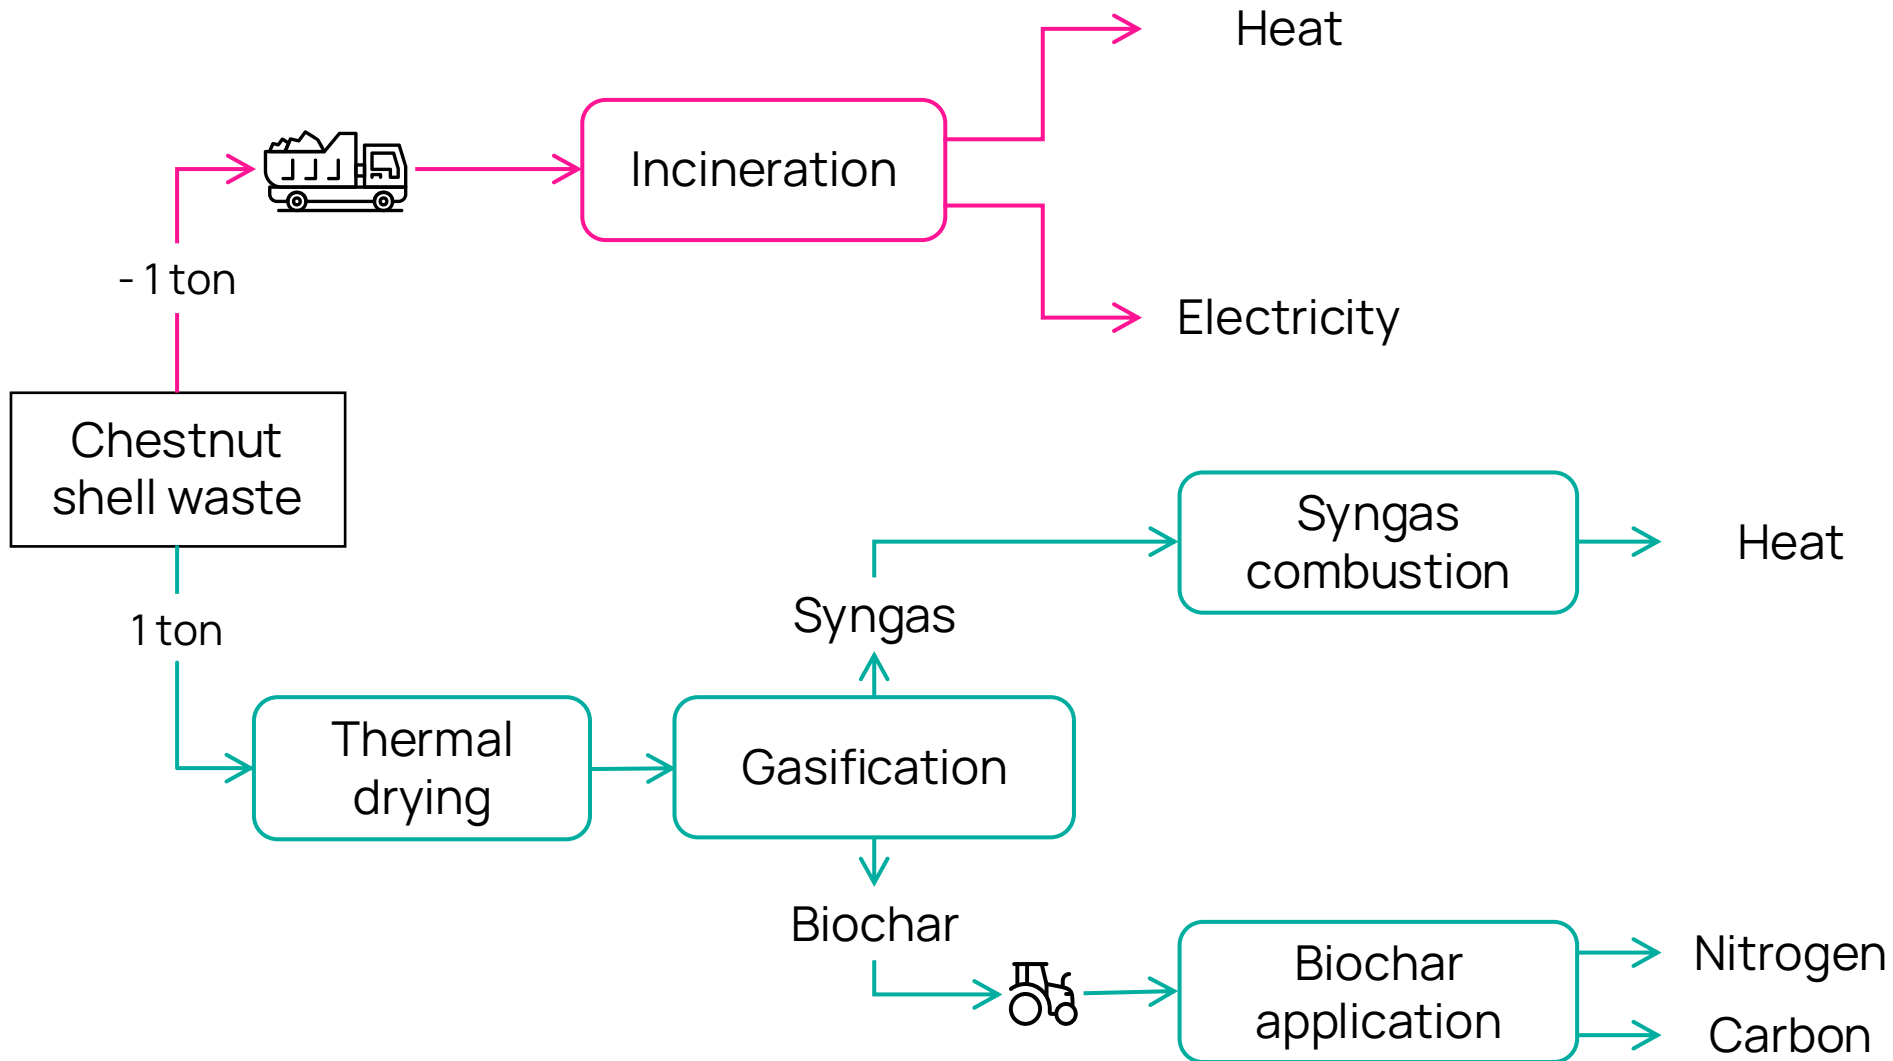 Heat
Incineration
- 1 ton
Electricity
Chestnut
shell waste
Syngas
combustion
Heat
1 ton
Syngas
Thermal
drying
Gasification
Biochar
Biochar
application
Nitrogen
Carbon